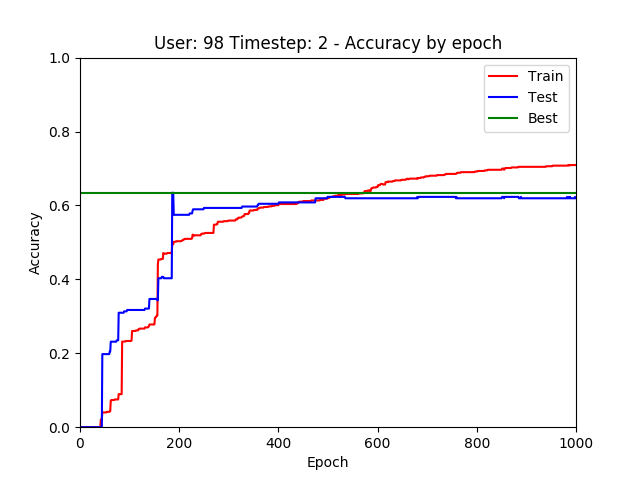 User: 98 Timestep: 2 - Accuracy by epoch
1.0
0.8
0.6
0.4
0.2
0.0
Accuracy
Train
Test
Best
0 200 400 600 800 1000
Epoch